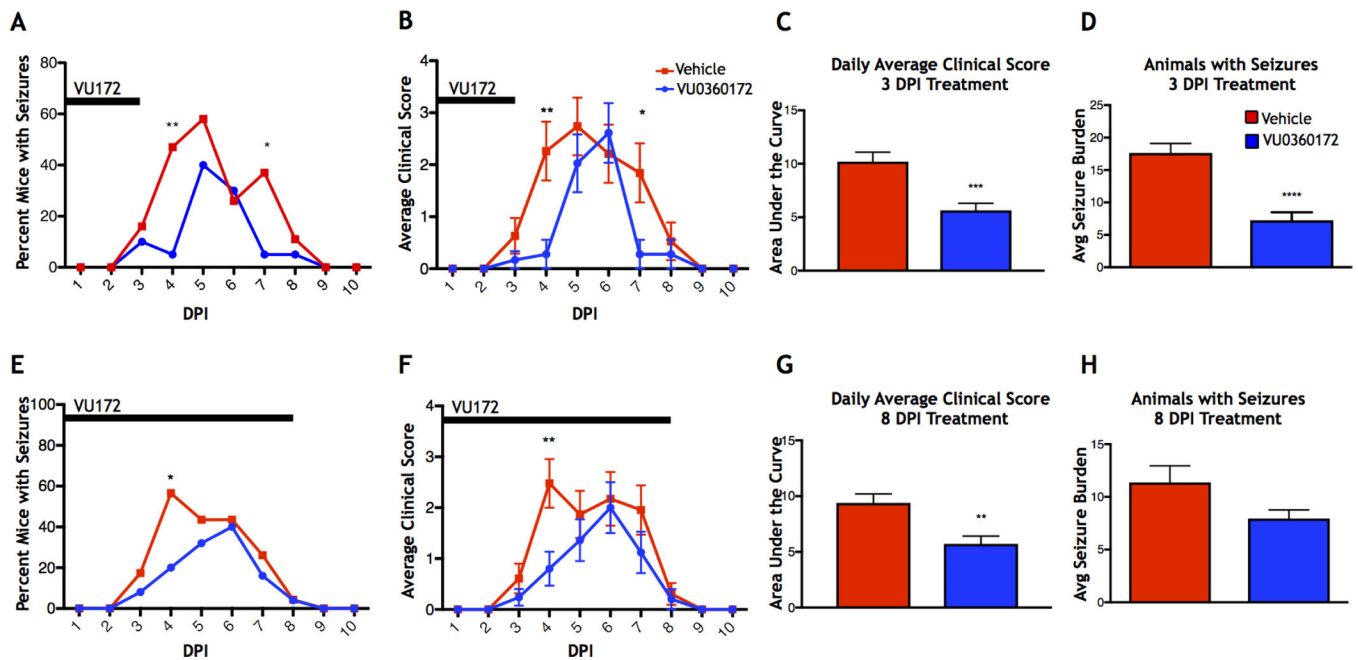 A
Percent Mice with Seizures
80
60
40
20
0
VU172
**
*
1 2 3 4 5 6 7 8 9 10
DPI
B
Average Clinical Score
4
3
2
1
0
VU172
**
*
Vehicle
VU0360172
1 2 3 4 5 6 7 8 9 10
DPI
C
Daily Average Clinical Score
3 DPI Treatment
Area Under the Curve
15
10
5
0
***
D
Animals with Seizures
3 DPI Treatment
Avg Seizure Burden
25
20
15
10
5
0
Vehicle
VU0360172
****
E
Percent Mice with Seizures
100
80
60
40
20
0
VU172
*
1 2 3 4 5 6 7 8 9 10
DPI
F
Average Clinical Score
4
3
2
1
0
VU172
**
1 2 3 4 5 6 7 8 9 10
DPI
G
Daily Average Clinical Score
8 DPI Treatment
Area Under the Curve
15
10
5
0
**
H
Animals with Seizures
8 DPI Treatment
Avg Seizure Burden
15
10
5
0